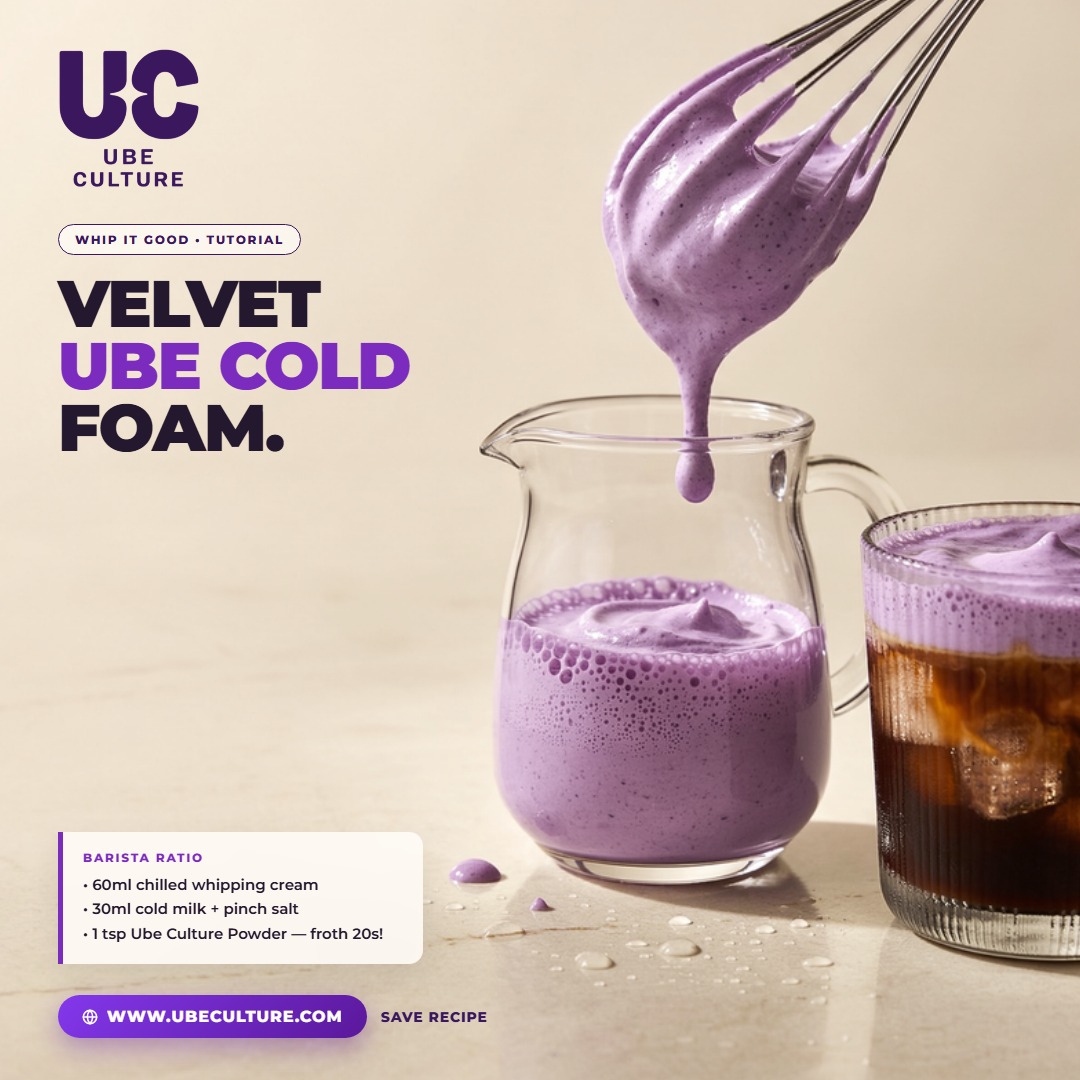 UC
UBE
CULTURE
WHIP IT GOOD • TUTORIAL
VELVET
UBE COLD
FOAM.
BARISTA RATIO
• 60ml chilled whipping cream
• 30ml cold milk + pinch salt
• 1 tsp Ube Culture Powder — froth 20s!
WWW.UBECULTURE.COM
SAVE RECIPE